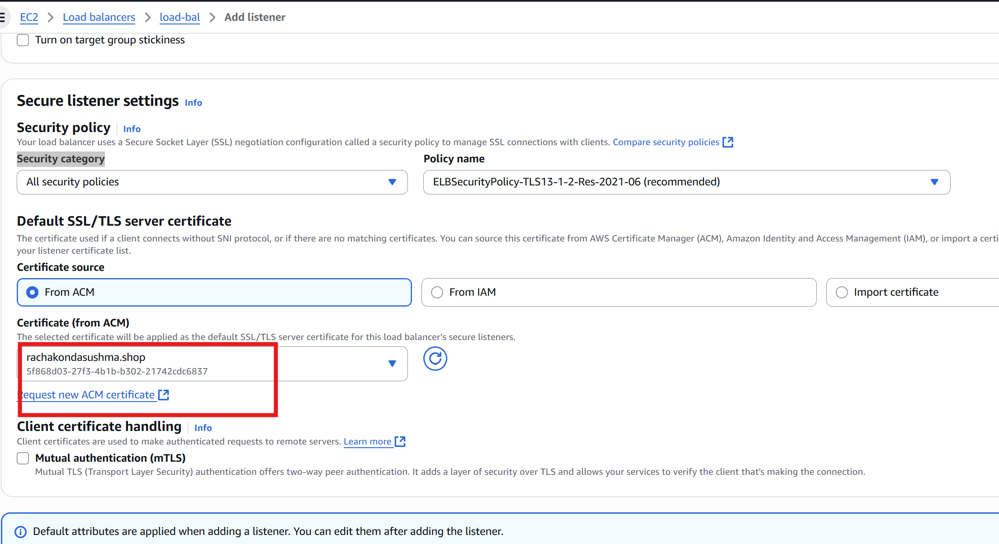 EC2 > Load balancers > load-bal > Add listener
Turn on target group stickiness
Secure listener settings Info
Security policy Info
Your load balancer uses a Secure Socket Layer (SSL) negotiation configuration called a security policy to manage SSL connections with clients. Compare security policies
Security category Policy name
All security policies ELBSecurityPolicy-TLS13-1-2-Res-2021-06 (recommended)
Default SSL/TLS server certificate
The certificate used if a client connects without SNI protocol, or if there are no matching certificates. You can source this certificate from AWS Certificate Manager (ACM), Amazon Identity and Access Management (IAM), or import a certi
your listener certificate list.
Certificate source
From ACM From IAM Import certificate
Certificate (from ACM)
The selected certificate will be applied as the default SSL/TLS server certificate for this load balancer's secure listeners.
rachakondasushma.shop
5f868d03-27f3-4b1b-b302-21742cdc6837
Request new ACM certificate
Client certificate handling Info
Client certificates are used to make authenticated requests to remote servers. Learn more
Mutual authentication (mTLS)
Mutual TLS (Transport Layer Security) authentication offers two-way peer authentication. It adds a layer of security over TLS and allows your services to verify the client that's making the connection.
Default attributes are applied when adding a listener. You can edit them after adding the listener.